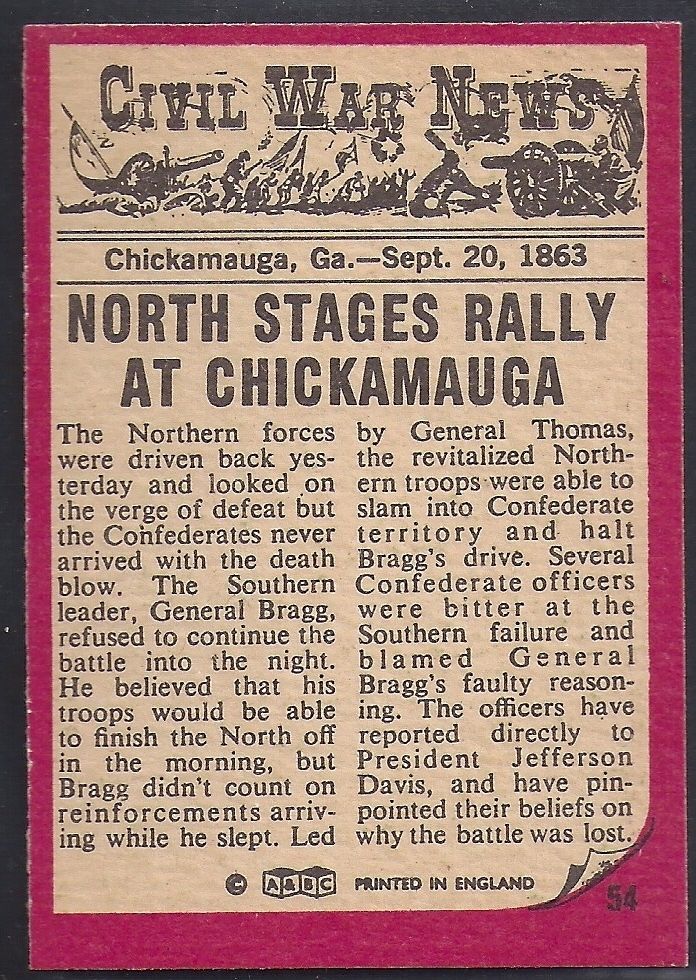 CIVIL WAR NEWS
Chickamauga, Ga.—Sept. 20, 1863
NORTH STAGES RALLY
AT CHICKAMAUGA
The Northern forces
were driven back yes-
terday and looked on
the verge of defeat but
the Confederates never
arrived with the death
blow. The Southern
leader, General Bragg,
refused to continue the
battle into the night.
He believed that his
troops would be able
to finish the North off
in the morning, but
Bragg didn't count on
reinforcements arriv-
ing while he slept. Led
by General Thomas,
the revitalized North-
ern troops were able to
slam into Confederate
territory and halt
Bragg's drive. Several
Confederate officers
were bitter at the
Southern failure and
blamed General
Bragg's faulty reason-
ing. The officers have
reported directly to
President Jefferson
Davis, and have pin-
pointed their beliefs on
why the battle was lost.
© A&BC PRINTED IN ENGLAND
54